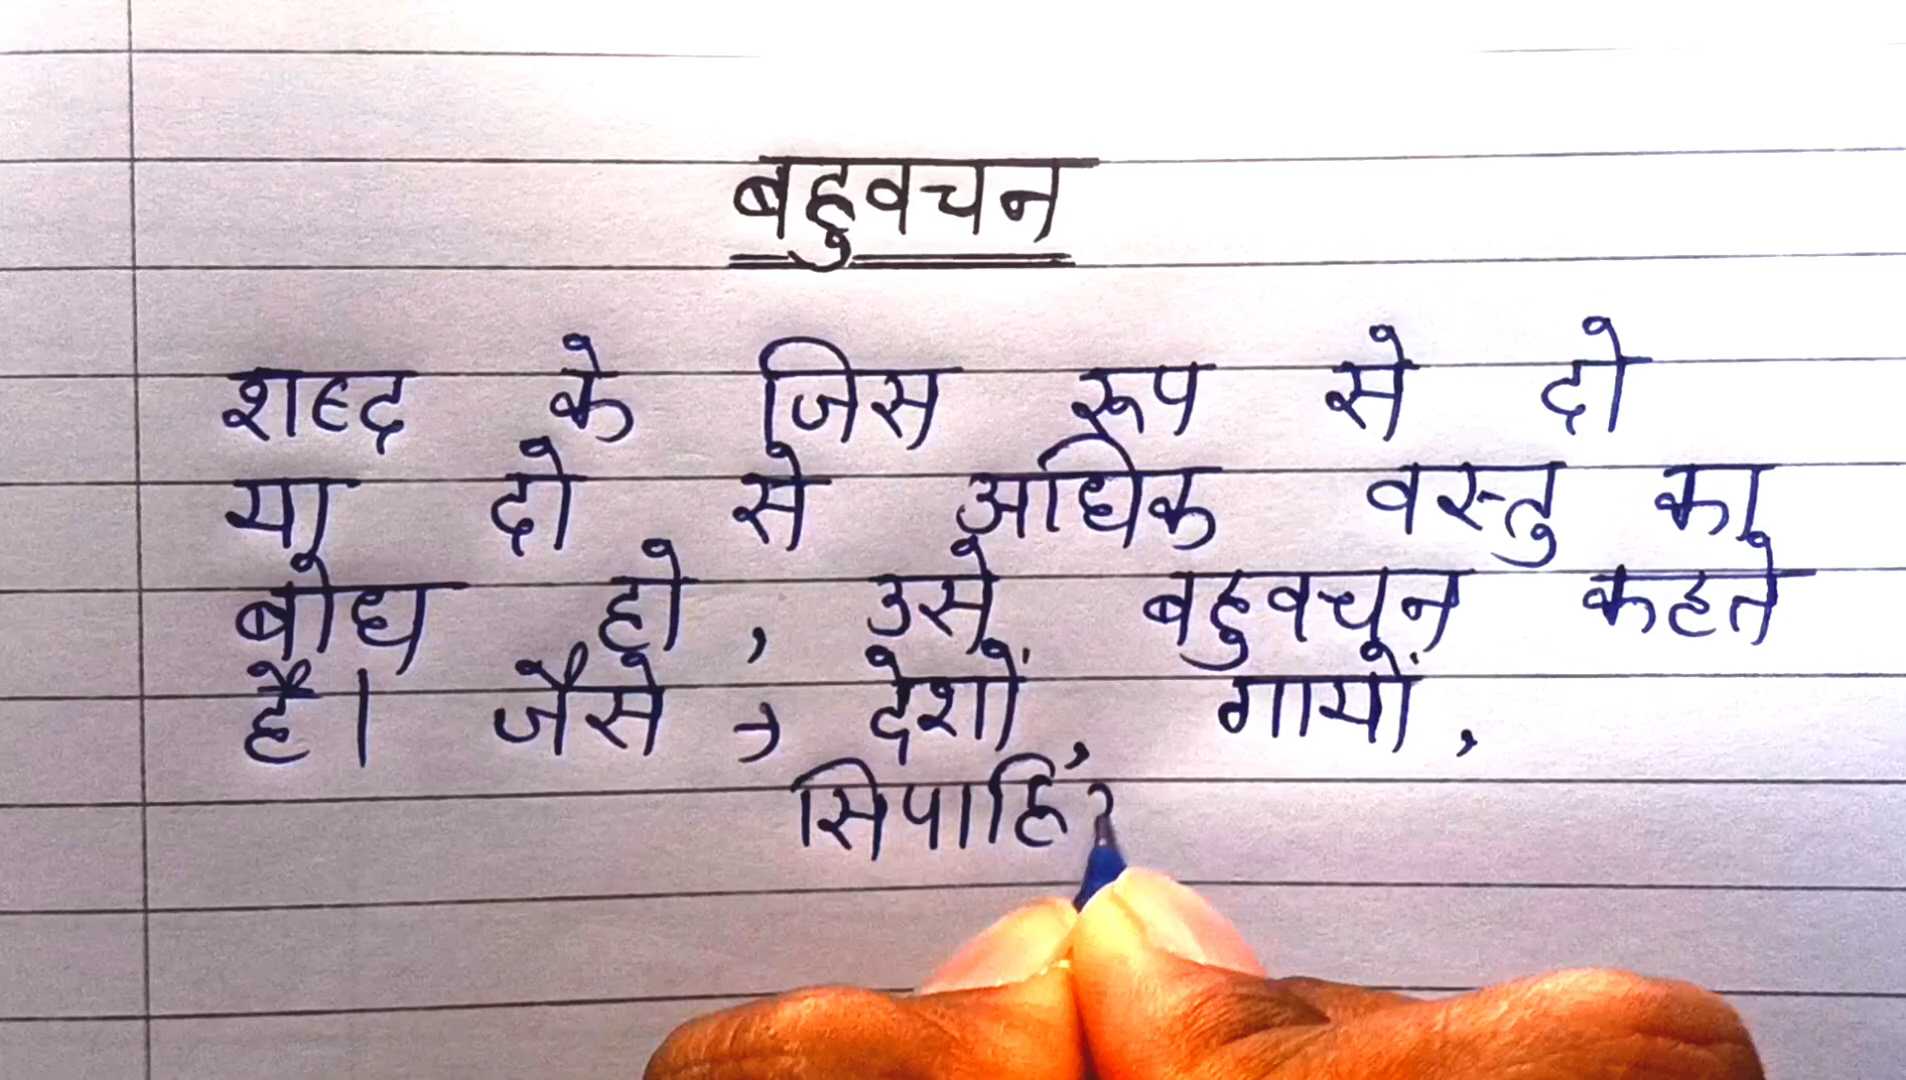 बहुवचन
शब्द के जिस रूप से दो
या दो से अधिक वस्तु का
बोध हो, उसे बहुवचन कहते
हैं। जैसे → देशों, गायों,